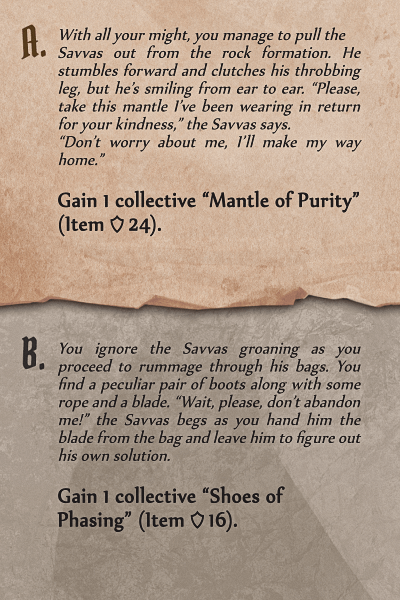 A.
With all your might, you manage to pull the
Savvas out from the rock formation. He
stumbles forward and clutches his throbbing
leg, but he's smiling from ear to ear. “Please,
take this mantle I've been wearing in return
for your kindness,” the Savvas says.
“Don't worry about me, I'll make my way
home.”
Gain 1 collective “Mantle of Purity”
(Item 24).
B.
You ignore the Savvas groaning as you
proceed to rummage through his bags. You
find a peculiar pair of boots along with some
rope and a blade. “Wait, please, don't abandon
me!” the Savvas begs as you hand him the
blade from the bag and leave him to figure out
his own solution.
Gain 1 collective “Shoes of
Phasing” (Item 16).